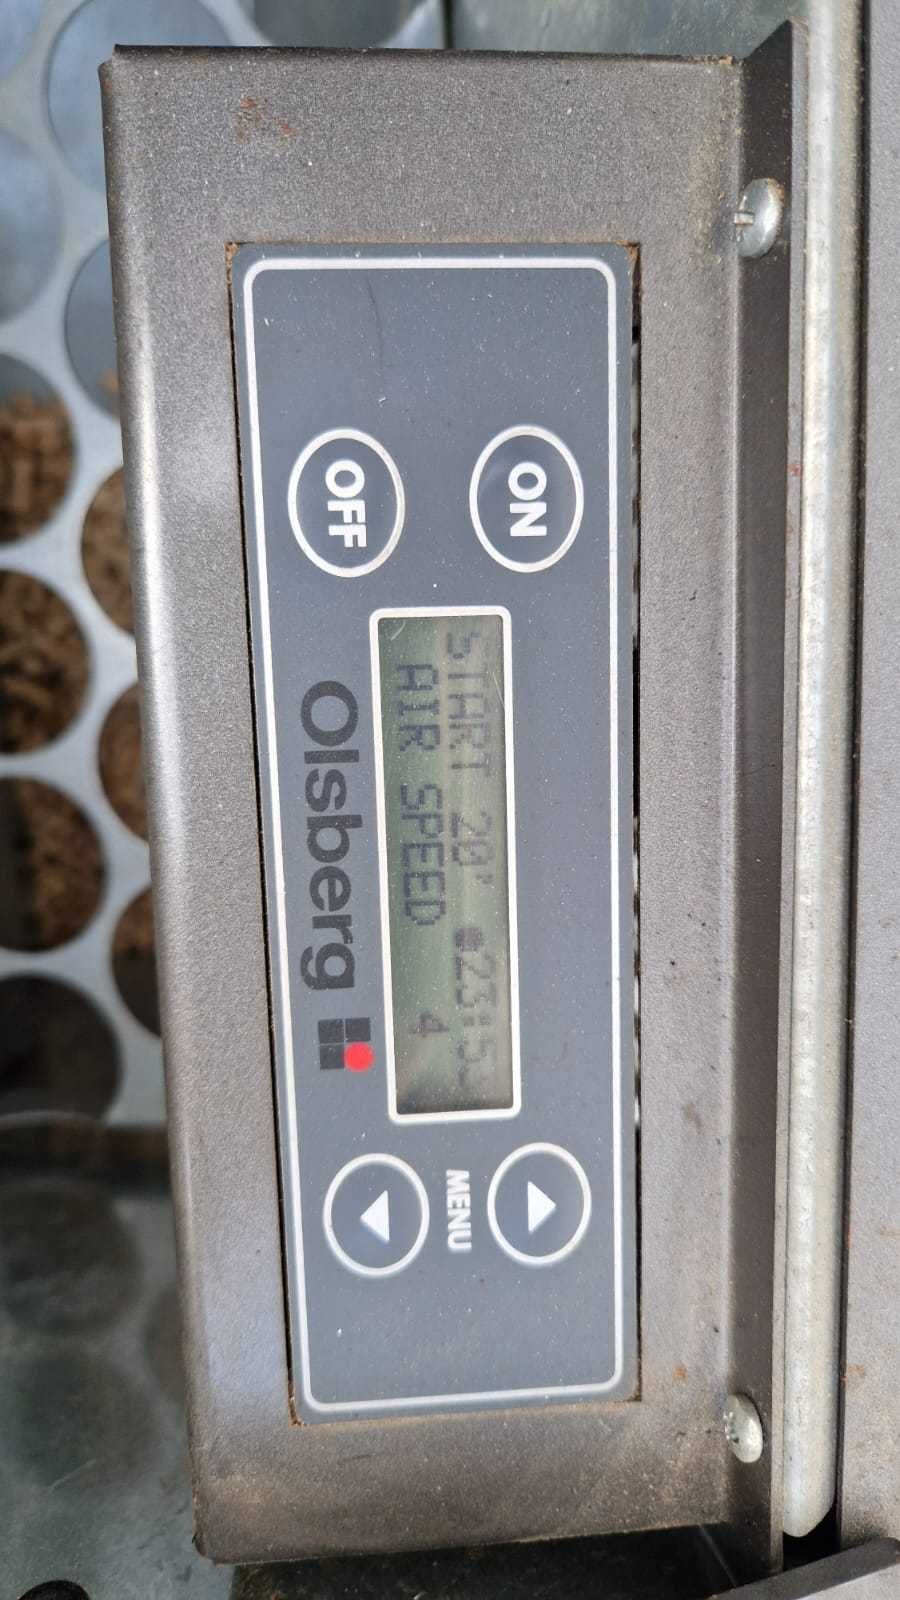 ON
OFF
START 20' 23:5
AIR SPEED 4
MENU
Olsberg